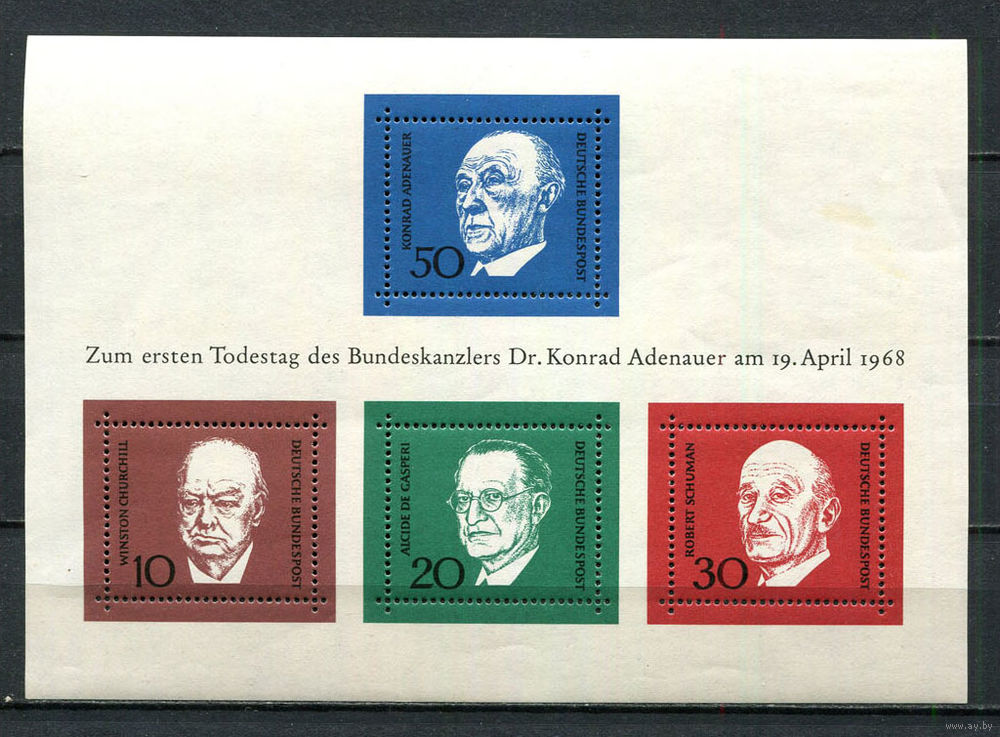 KONRAD ADENAUER
DEUTSCHE BUNDESPOST
50
Zum ersten Todestag des Bundeskanzlers Dr. Konrad Adenauer am 19. April 1968
WINSTON CHURCHILL
DEUTSCHE BUNDESPOST
10
ALCIDE DE GASPERI
DEUTSCHE BUNDESPOST
20
ROBERT SCHUMAN
DEUTSCHE BUNDESPOST
30
www.ay.by